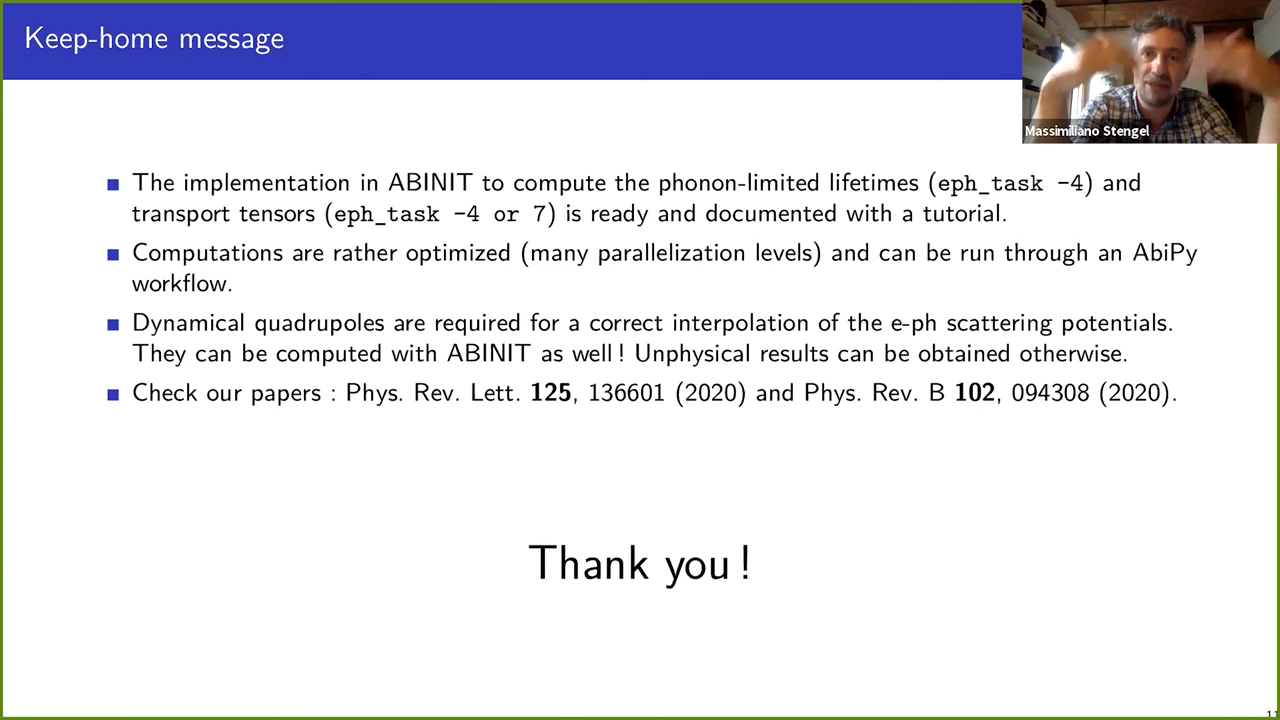 Keep-home message
Massimiliano Stengel
■ The implementation in ABINIT to compute the phonon-limited lifetimes (eph_task -4) and
transport tensors (eph_task -4 or 7) is ready and documented with a tutorial.
■ Computations are rather optimized (many parallelization levels) and can be run through an AbiPy
workflow.
■ Dynamical quadrupoles are required for a correct interpolation of the e-ph scattering potentials.
They can be computed with ABINIT as well ! Unphysical results can be obtained otherwise.
■ Check our papers : Phys. Rev. Lett. 125, 136601 (2020) and Phys. Rev. B 102, 094308 (2020).
Thank you !